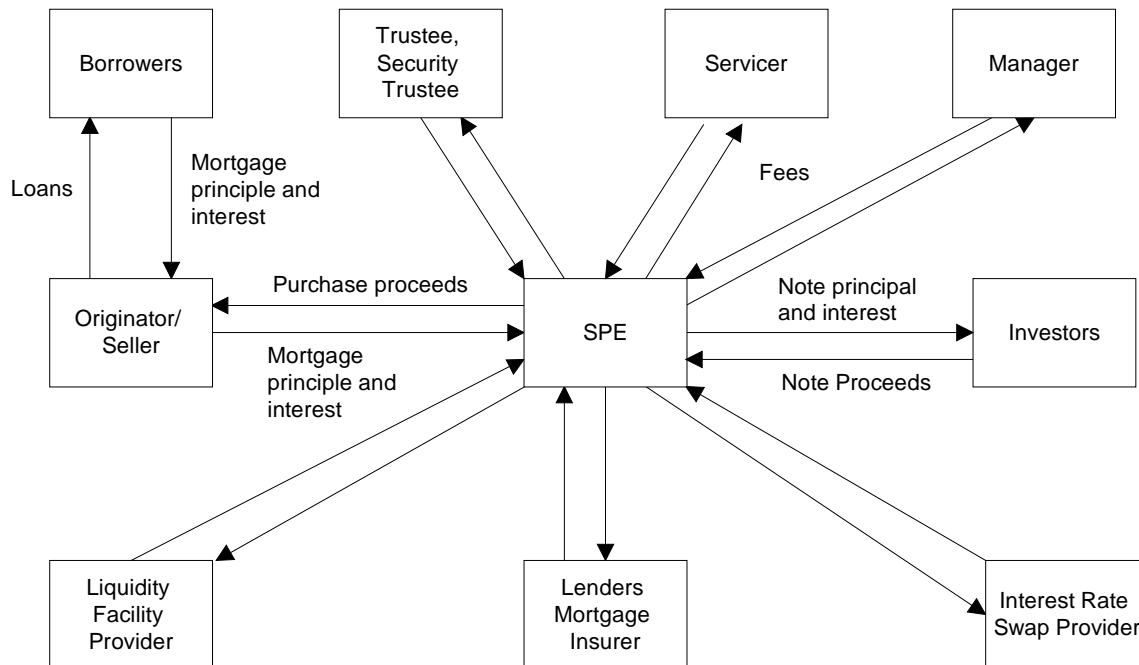 Borrowers
Trustee,
Security
Trustee
Servicer
Manager
Loans
Mortgage
principle and
interest
Fees
Originator/
Seller
Purchase proceeds
Mortgage
principle and
interest
SPE
Note principal
and interest
Note Proceeds
Investors
Liquidity
Facility
Provider
Lenders
Mortgage
Insurer
Interest Rate
Swap Provider